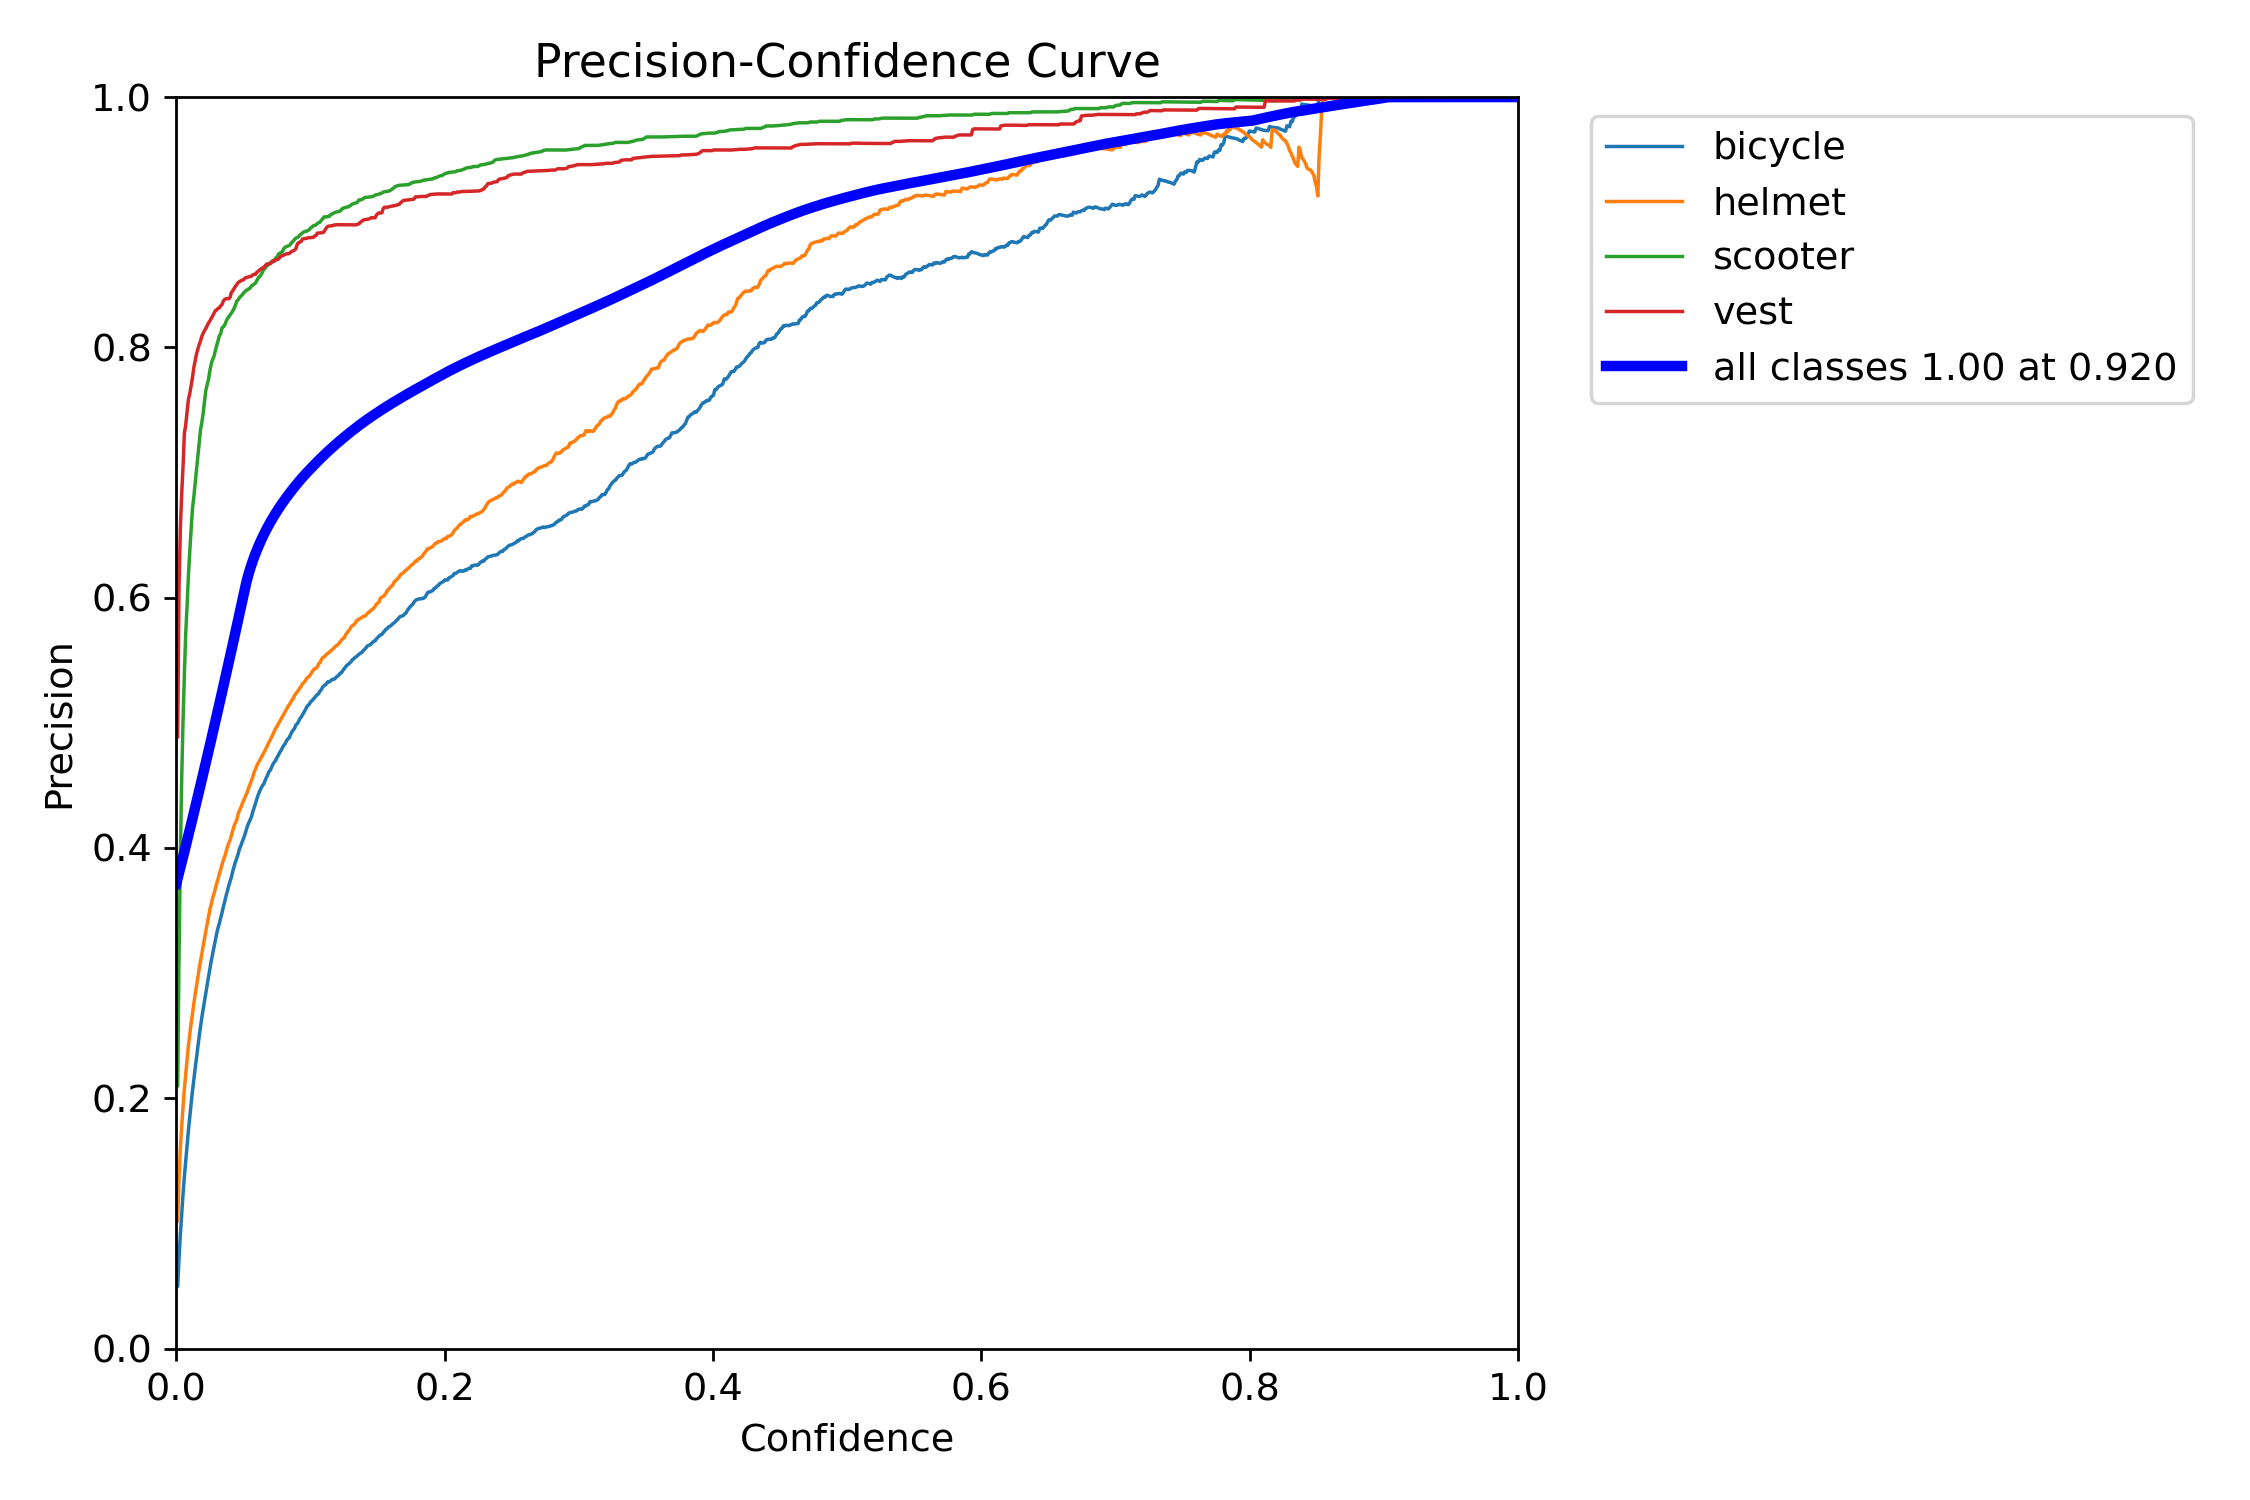 Precision-Confidence Curve
1.0
0.8
0.6
0.4
0.2
0.0
Precision
0.0 0.2 0.4 0.6 0.8 1.0
Confidence
bicycle
helmet
scooter
vest
all classes 1.00 at 0.920